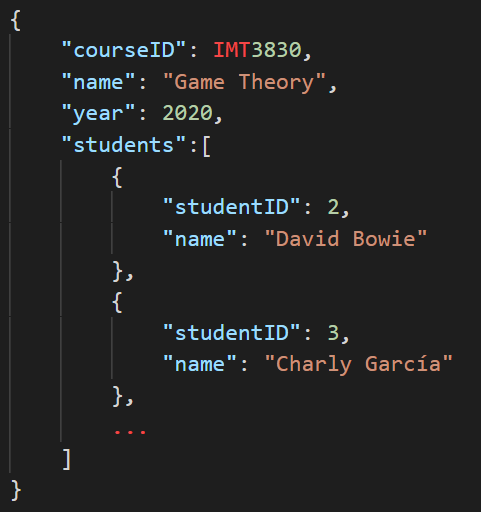 {
    "courseID": IMT3830,
    "name": "Game Theory",
    "year": 2020,
    "students":[
        {
            "studentID": 2,
            "name": "David Bowie"
        },
        {
            "studentID": 3,
            "name": "Charly García"
        },
        ...
    ]
}